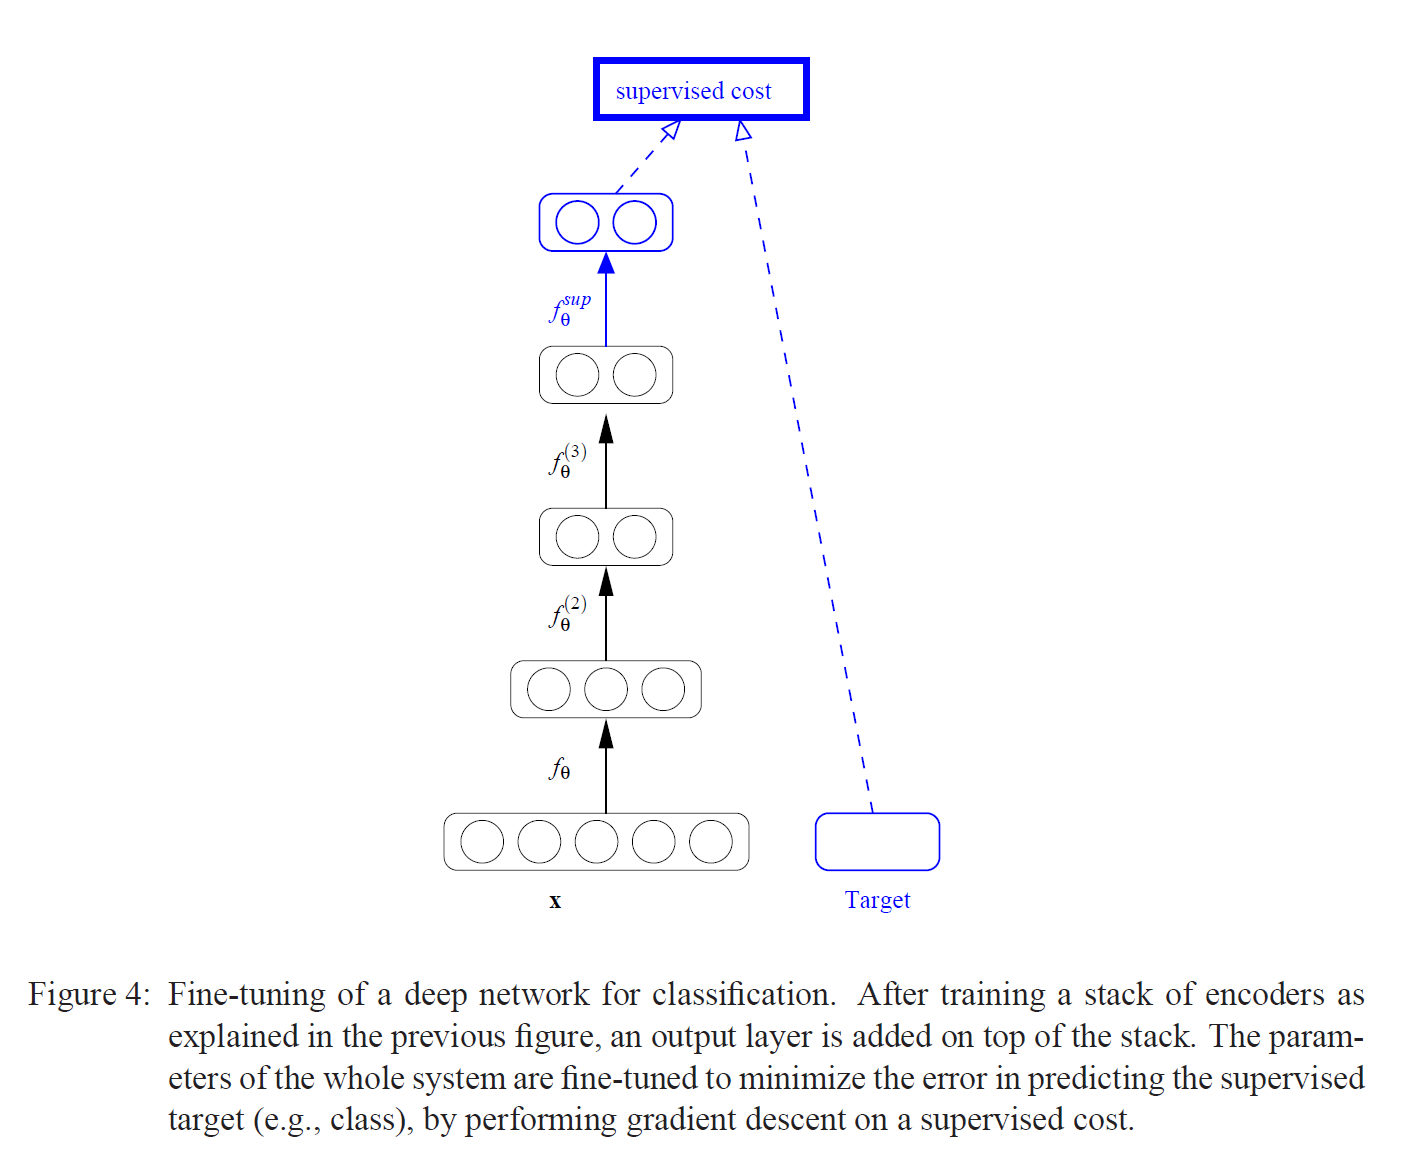 supervised cost
f_θ^sup
f_θ^(3)
f_θ^(2)
f_θ
x
Target
Figure 4: Fine-tuning of a deep network for classification. After training a stack of encoders as
explained in the previous figure, an output layer is added on top of the stack. The param-
eters of the whole system are fine-tuned to minimize the error in predicting the supervised
target (e.g., class), by performing gradient descent on a supervised cost.